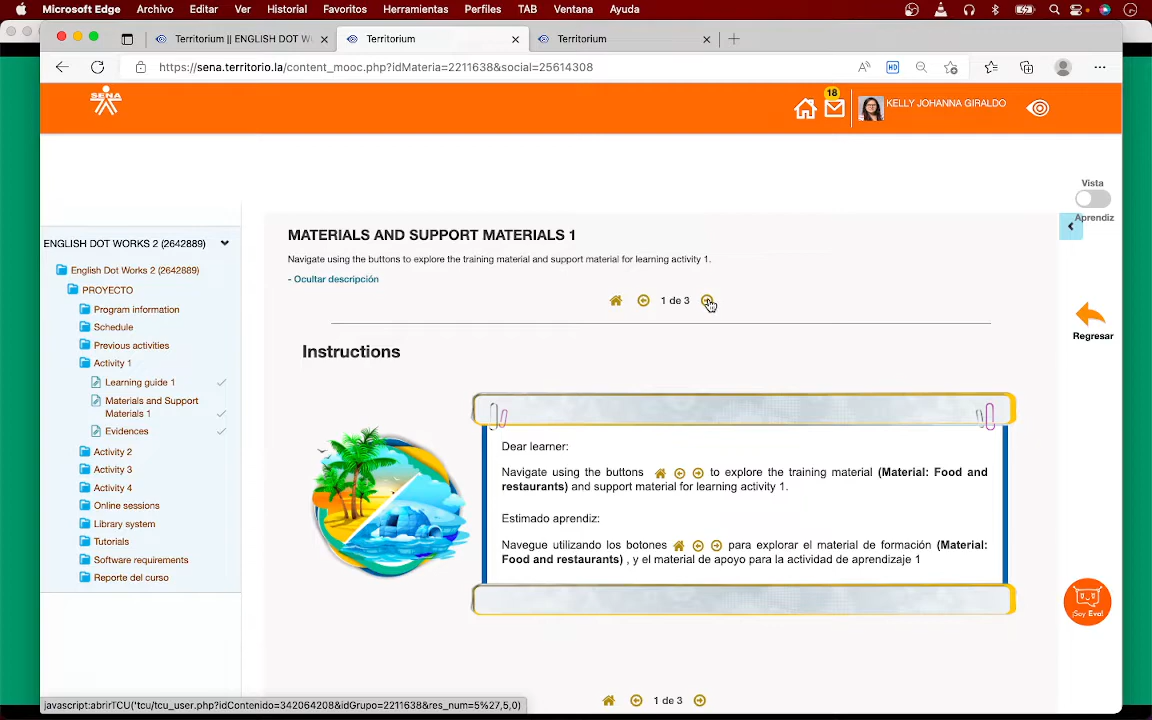 Microsoft Edge Archivo Editar Ver Historial Favoritos Herramientas Perfiles TAB Ventana Ayuda
Territorium || ENGLISH DOT W
Territorium
Territorium
https://sena.territorio.la/content_mooc.php?idMateria=2211638&social=25614308
SENA
18
KELLY JOHANNA GIRALDO
Vista
Aprendiz
ENGLISH DOT WORKS 2 (2642889)
English Dot Works 2 (2642889)
PROYECTO
Program information
Schedule
Previous activities
Activity 1
Learning guide 1
Materials and Support
Materials 1
Evidences
Activity 2
Activity 3
Activity 4
Online sessions
Library system
Tutorials
Software requirements
Reporte del curso
MATERIALS AND SUPPORT MATERIALS 1
Navigate using the buttons to explore the training material and support material for learning activity 1.
- Ocultar descripción
1 de 3
Regresar
Instructions
Dear learner:
Navigate using the buttons to explore the training material (Material: Food and
restaurants) and support material for learning activity 1.
Estimado aprendiz:
Navegue utilizando los botones para explorar el material de formación (Material:
Food and restaurants) , y el material de apoyo para la actividad de aprendizaje 1
¡Soy Eva!
1 de 3
javascript:abrirTCU('tcu/tcu_user.php?idContenido=342064208&idGrupo=2211638&res_num=5%27,5,0)